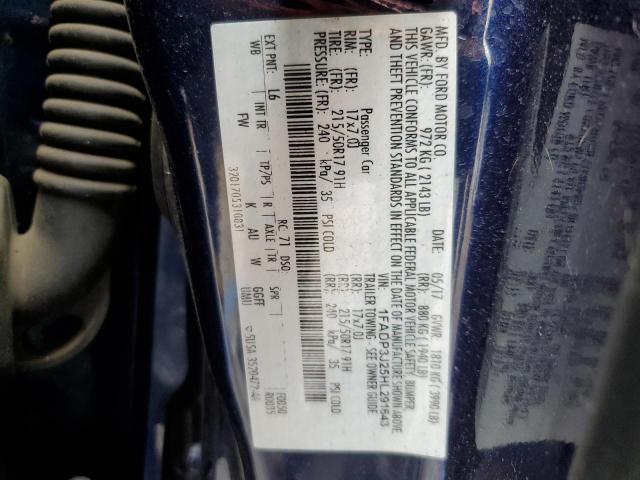 MFD. BY FORD MOTOR CO.
DATE: 05/17 GVWR: 1810 KG ( 3990 LB)
GAWR: (FR): 972 KG ( 2143 LB) (RR): 880 KG ( 1940 LB)
THIS VEHICLE CONFORMS TO ALL APPLICABLE FEDERAL MOTOR VEHICLE SAFETY, BUMPER
AND THEFT PREVENTION STANDARDS IN EFFECT ON THE DATE OF MANUFACTURE SHOWN ABOVE.
VIN: 1FADP3J25HL291643
TYPE: Passenger Car TRAILER TOWING - SEE OWNER GUIDE
RIM: (FR): 17x7.0J (RR): 17x7.0J
TIRE: (FR): 215/50R17 91H (RR): 215/50R17 91H
PRESSURE: (FR): 240 kPa/ 35 PSI COLD (RR): 240 kPa/ 35 PSI COLD
EXT PNT: L6 RC: 71 DSO: F0050
WB INT TR TP/PS R AXLE TR SPR R0015
FW K AU W GGFF
UMU
3201705310831